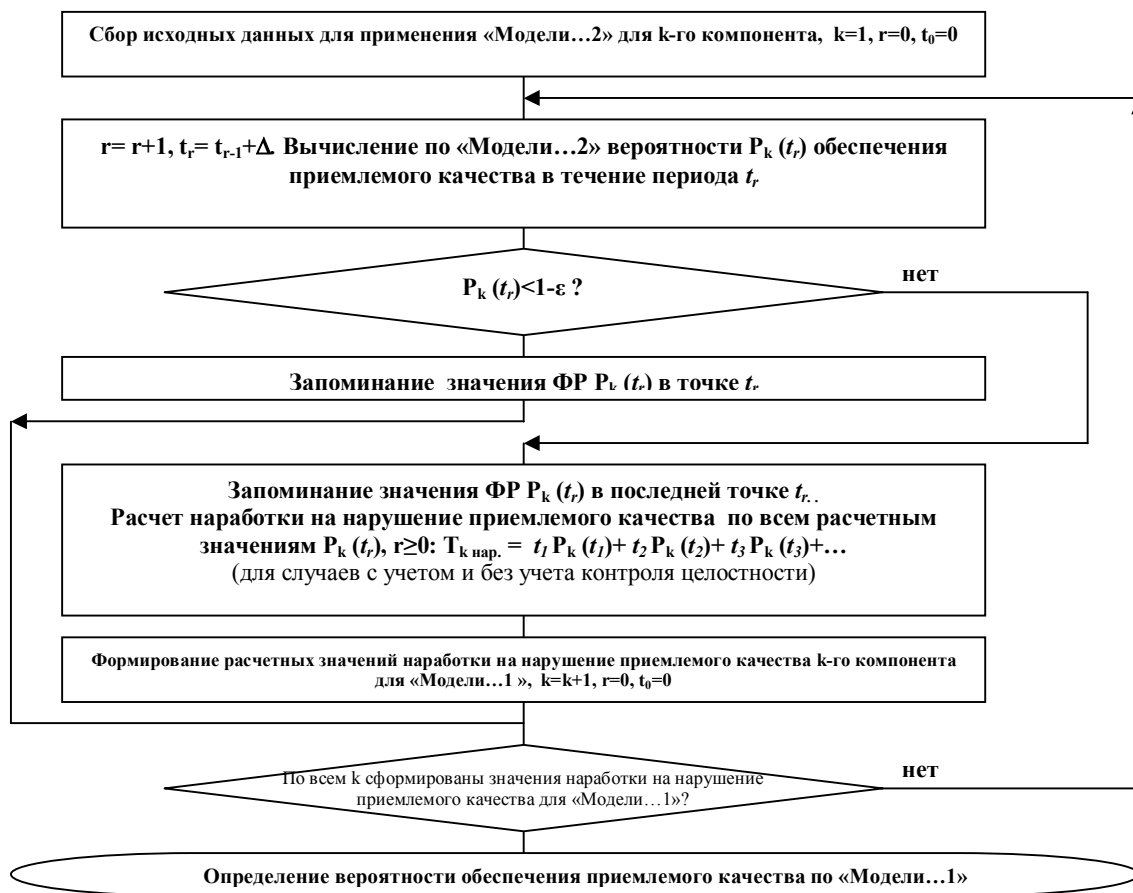 Сбор исходных данных для применения «Модели…2» для k-го компонента, k=1, r=0, t₀=0
r= r+1, tᵣ= tᵣ₋₁+Δ. Вычисление по «Модели…2» вероятности Pₖ (tᵣ) обеспечения
приемлемого качества в течение периода tᵣ
Pₖ (tᵣ)<1-ε ?
нет
Запоминание значения ФР Pₖ (tᵣ) в точке tᵣ
Запоминание значения ФР Pₖ (tᵣ) в последней точке tᵣ. .
Расчет наработки на нарушение приемлемого качества по всем расчетным
значениям Pₖ (tᵣ), r≥0: Tₖ нар. = t₁ Pₖ (t₁)+ t₂ Pₖ (t₂)+ t₃ Pₖ (t₃)+…
(для случаев с учетом и без учета контроля целостности)
Формирование расчетных значений наработки на нарушение приемлемого качества k-го компонента
для «Модели…1 », k=k+1, r=0, t₀=0
По всем k сформированы значения наработки на нарушение
приемлемого качества для «Модели…1»?
нет
Определение вероятности обеспечения приемлемого качества по «Модели…1»